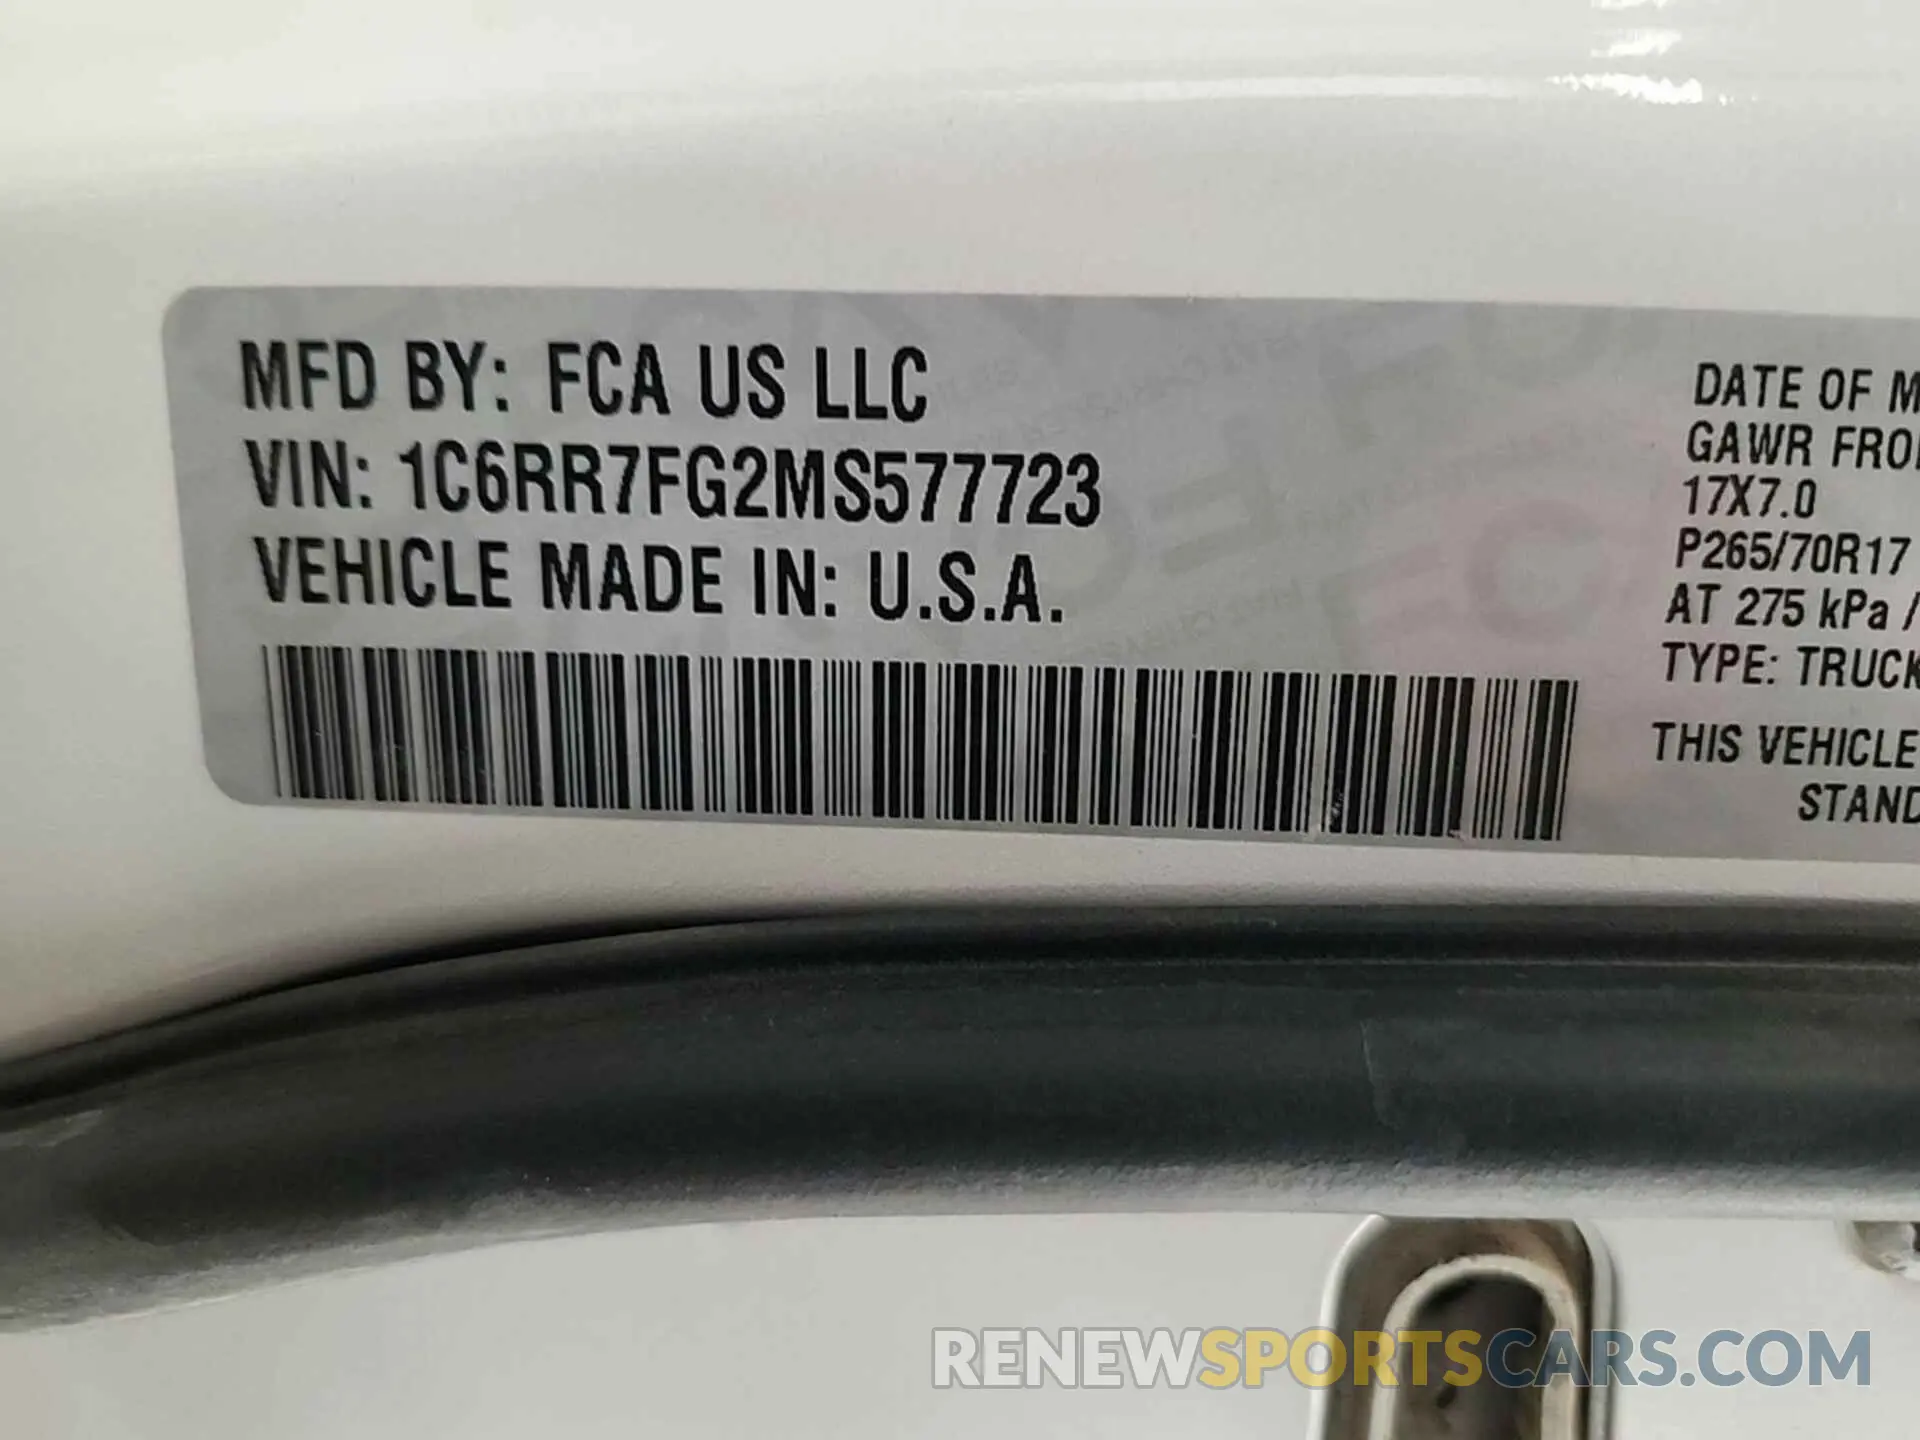 MFD BY: FCA US LLC
VIN: 1C6RR7FG2MS577723
VEHICLE MADE IN: U.S.A.
DATE OF M
GAWR FRO
17X7.0
P265/70R17
AT 275 kPa /
TYPE: TRUCK
THIS VEHICLE
STAND
RENEWSPORTSCARS.COM